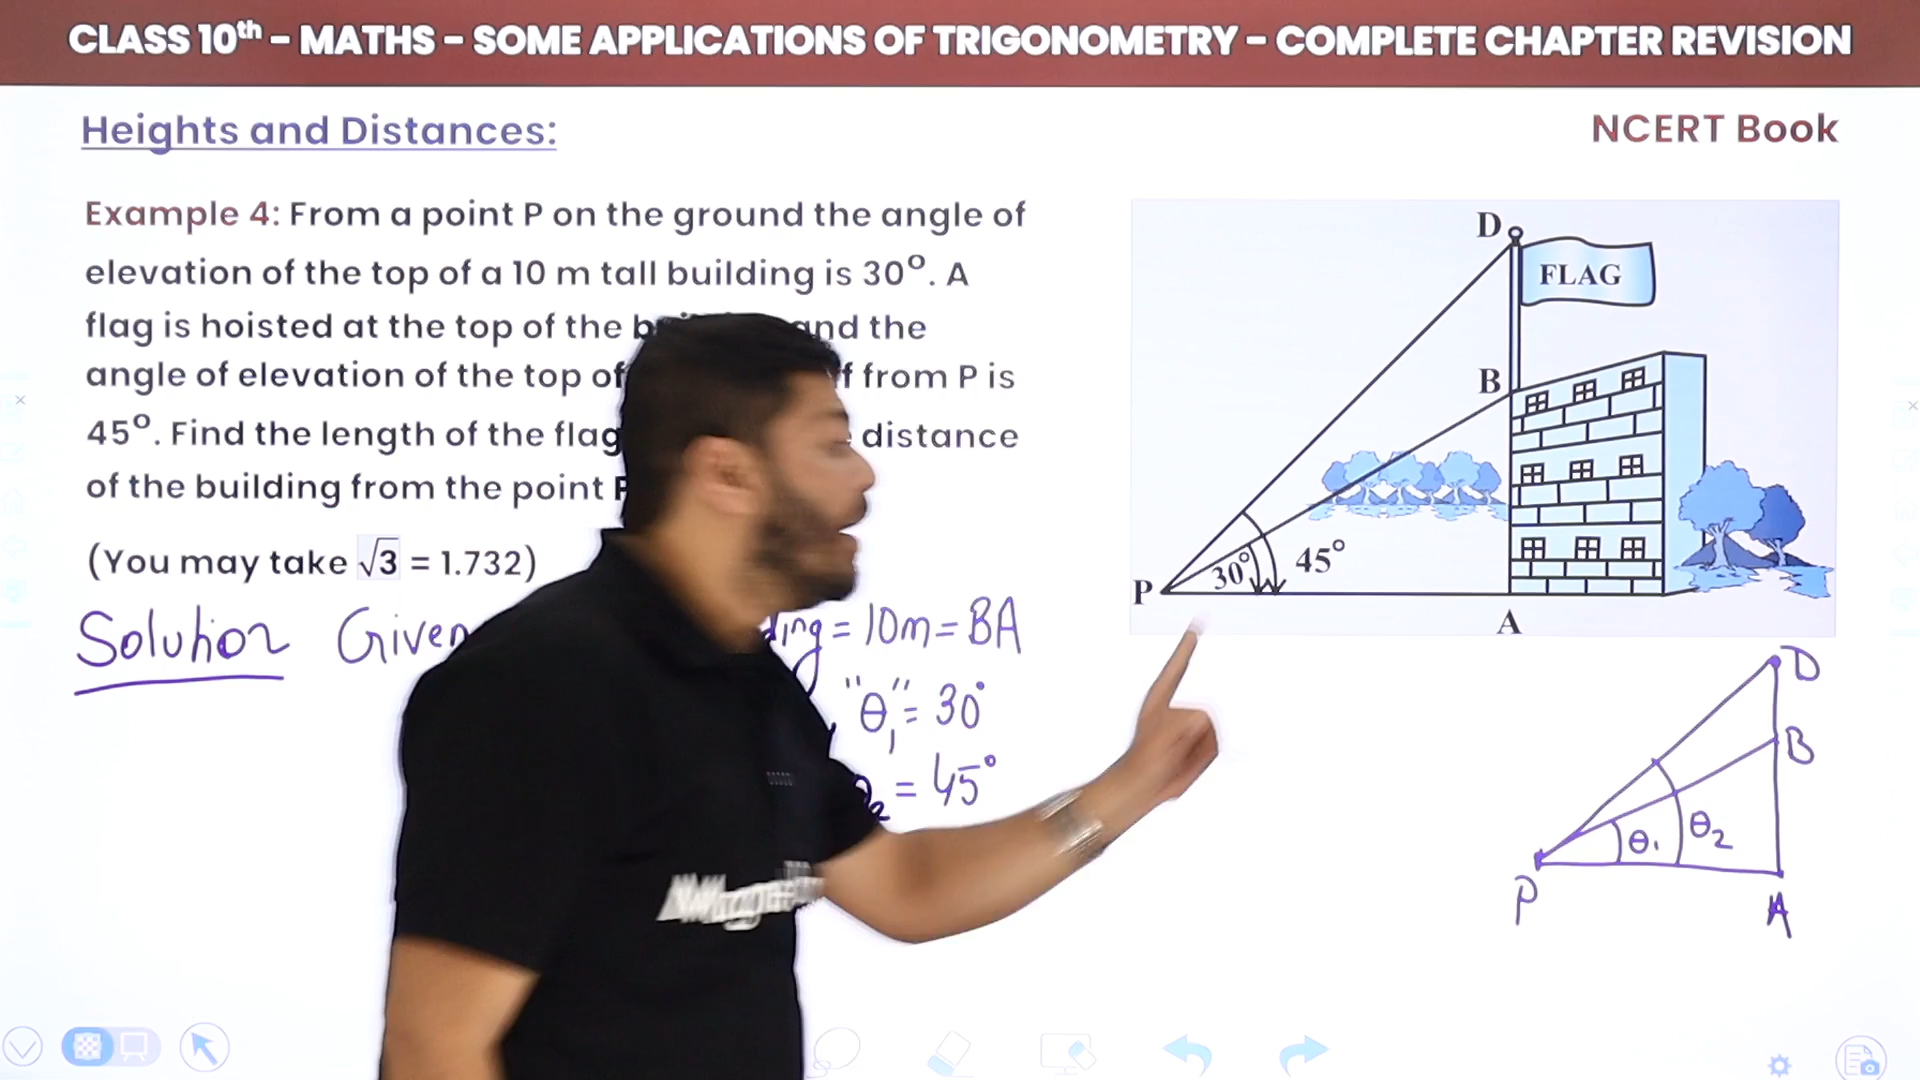 CLASS 10th - MATHS - SOME APPLICATIONS OF TRIGONOMETRY - COMPLETE CHAPTER REVISION
Heights and Distances:
NCERT Book
Example 4: From a point P on the ground the angle of
elevation of the top of a 10 m tall building is 30°. A
flag is hoisted at the top of the and the
angle of elevation of the top of from P is
45°. Find the length of the flag distance
of the building from the point P
(You may take √3 = 1.732)
Solution Given = 10m = BA
"θ₁" = 30°
θ₂ = 45°
D
FLAG
B
30° 45°
P
A
D
B
θ₁ θ₂
P
A